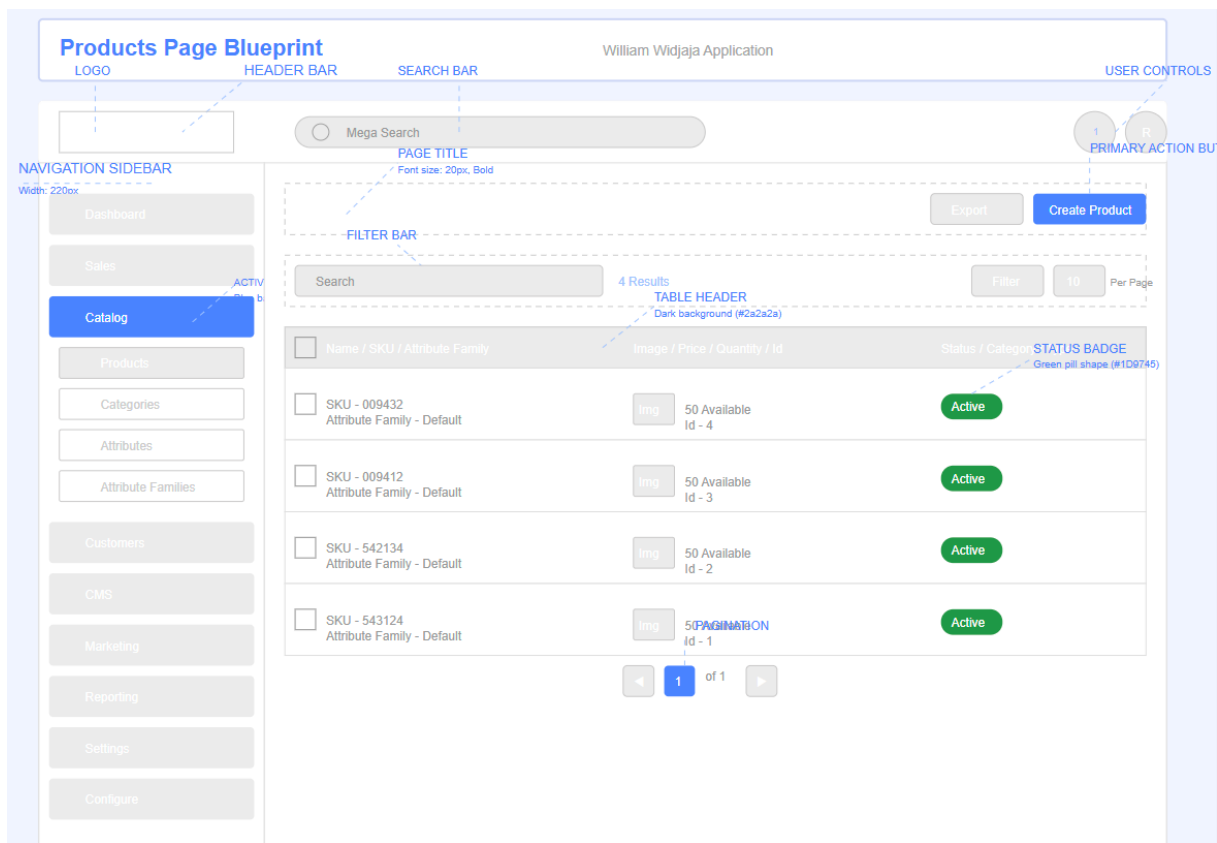 Products Page Blueprint
William Widjaja Application
LOGO
HEADER BAR
SEARCH BAR
USER CONTROLS
Mega Search
1
R
PAGE TITLE
Font size: 20px, Bold
PRIMARY ACTION BUT
NAVIGATION SIDEBAR
Width: 220px
Dashboard
Sales
Catalog
Products
Categories
Attributes
Attribute Families
Customers
CMS
Marketing
Reporting
Settings
Configure
ACTIV
Export
Create Product
FILTER BAR
Search
4 Results
Filter
10
Per Page
TABLE HEADER
Dark background (#2a2a2a)
Name / SKU / Attribute Family
Image / Price / Quantity / Id
Status / Categor
STATUS BADGE
Green pill shape (#1D9745)
SKU - 009432
Attribute Family - Default
Img
50 Available
Id - 4
Active
SKU - 009412
Attribute Family - Default
Img
50 Available
Id - 3
Active
SKU - 542134
Attribute Family - Default
Img
50 Available
Id - 2
Active
SKU - 543124
Attribute Family - Default
Img
50 Available
Id - 1
Active
PAGINATION
1
of 1